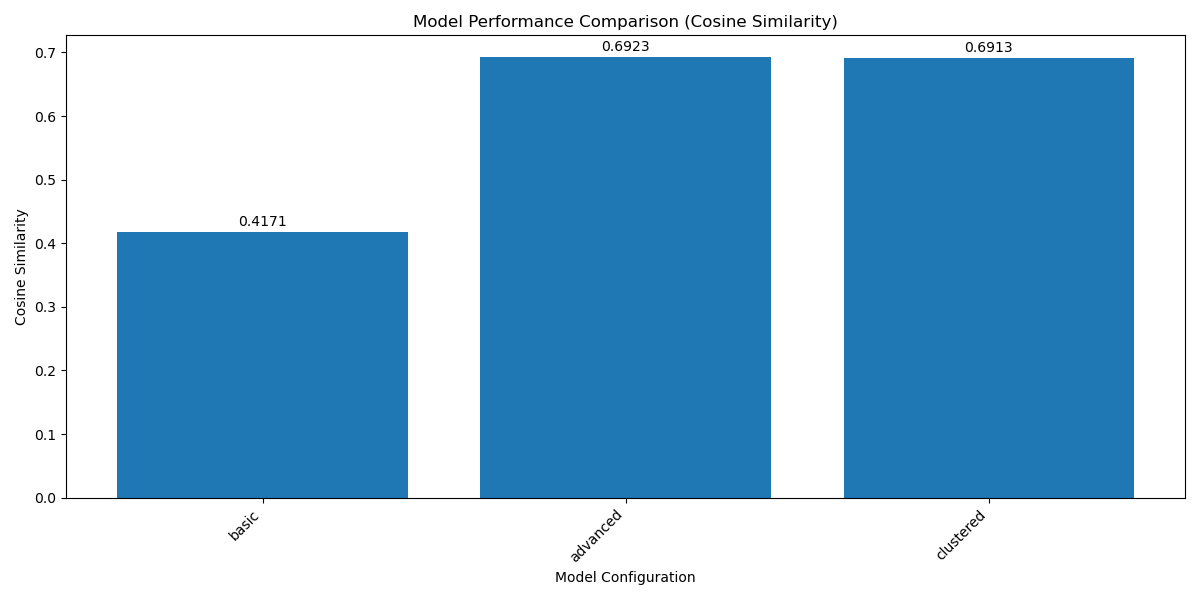 Model Performance Comparison (Cosine Similarity)
0.7
0.6
0.5
0.4
0.3
0.2
0.1
0.0
Cosine Similarity
0.4171
0.6923
0.6913
basic
advanced
clustered
Model Configuration